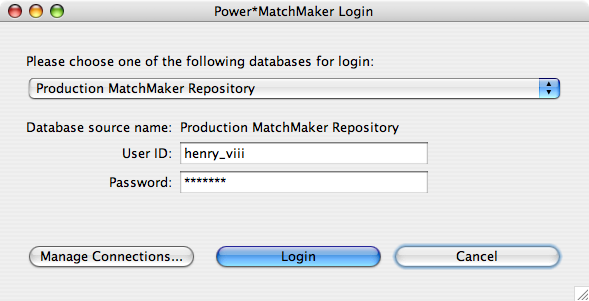 Power*MatchMaker Login
Please choose one of the following databases for login:
Production MatchMaker Repository
Database source name: Production MatchMaker Repository
User ID: henry_viii
Password: *******
Manage Connections... Login Cancel